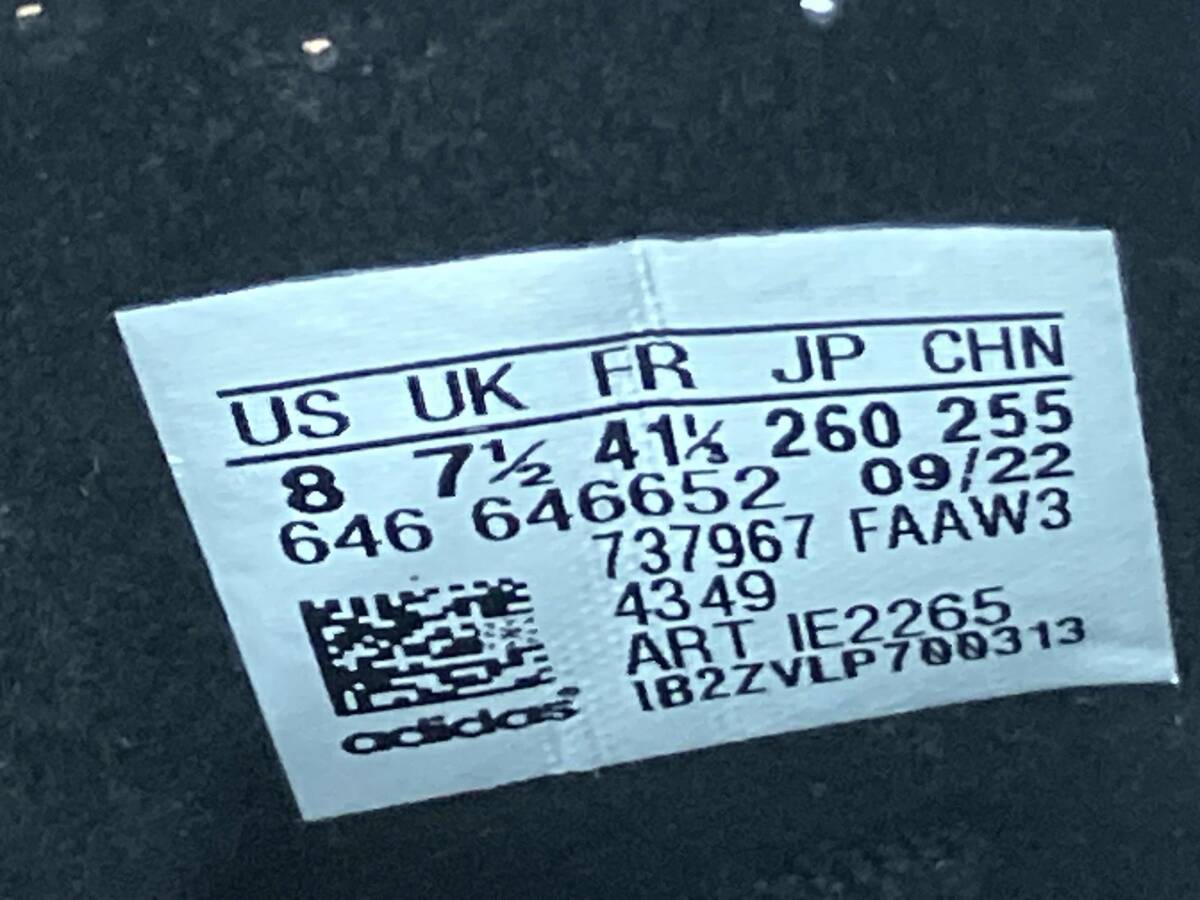 US UK FR JP CHN
8 7½ 41⅓ 260 255
646 646652 09/22
737967 FAAW3
4349
ART IE2265
IB2ZVLP700313
adidas